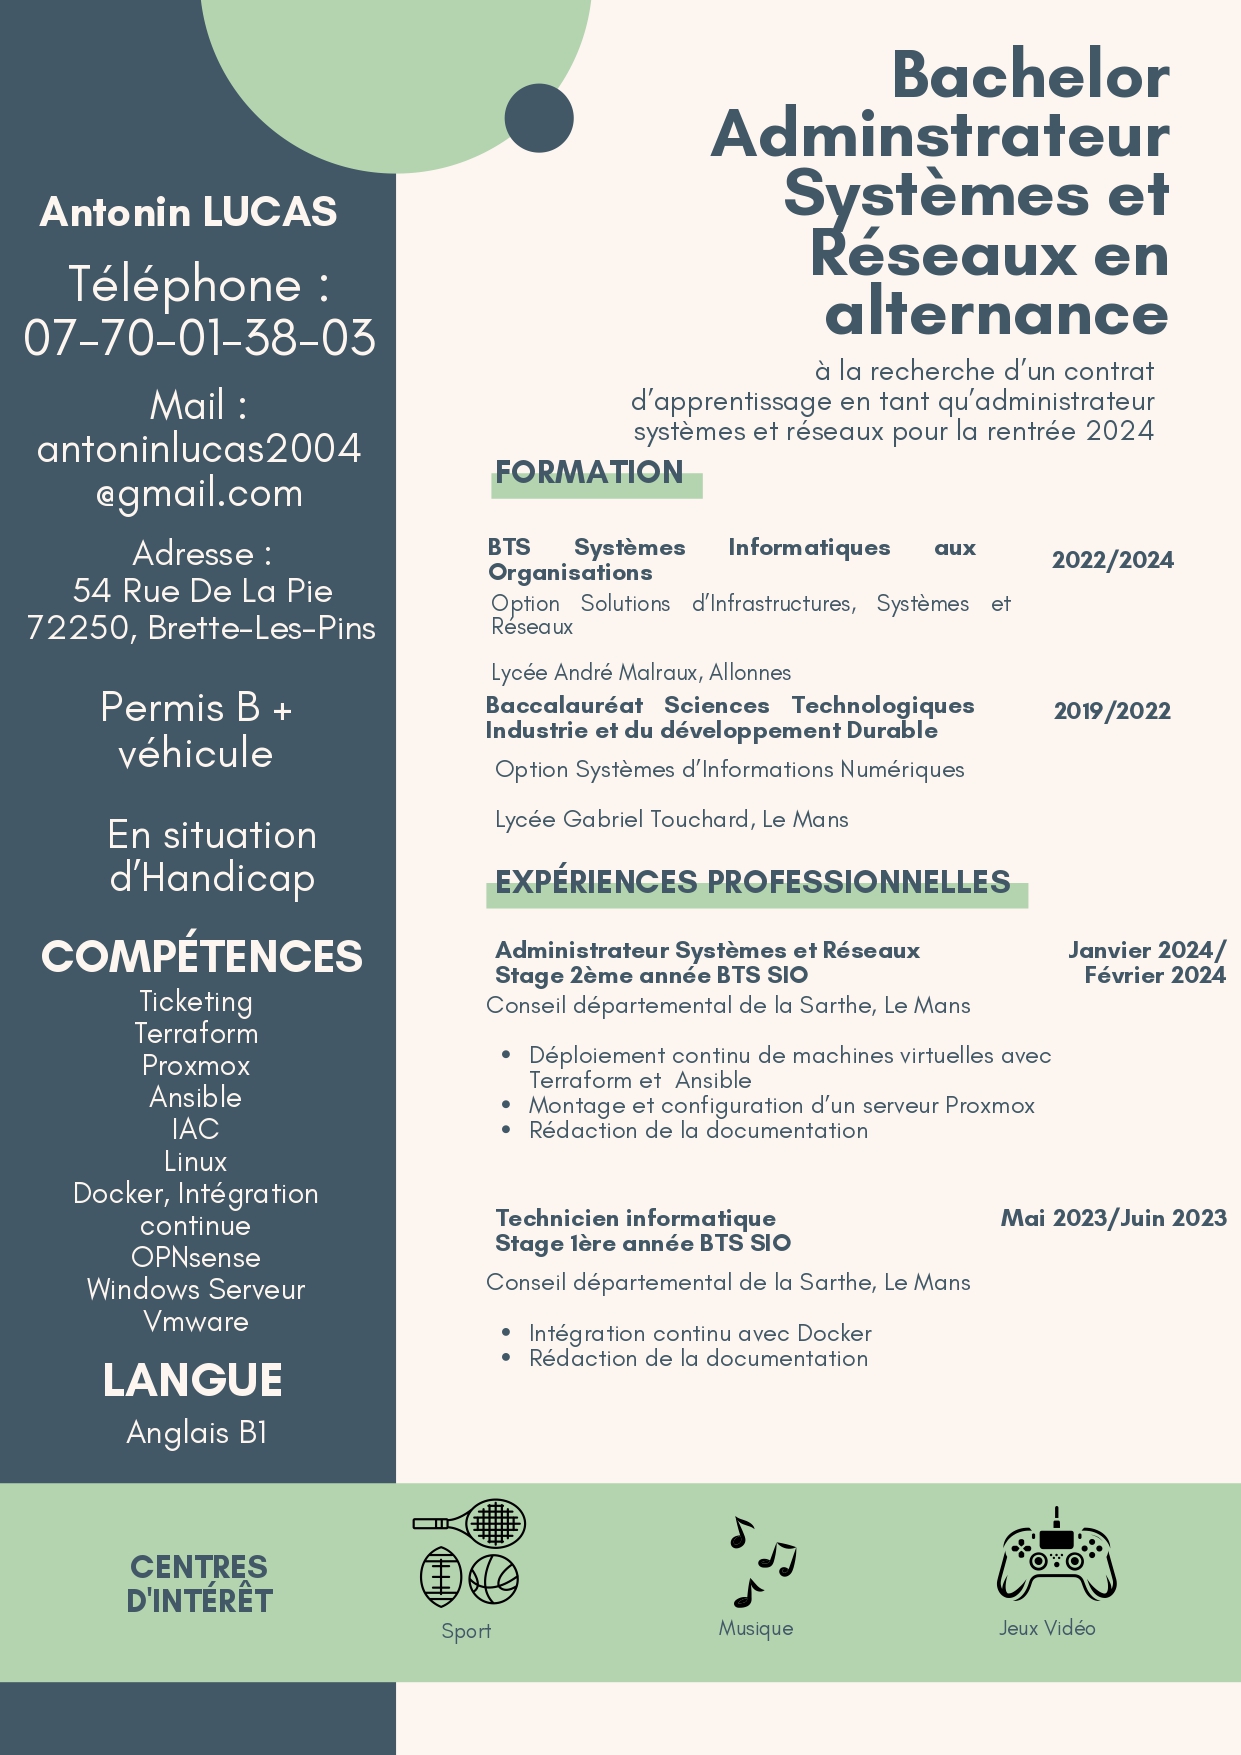 Bachelor
Adminstrateur
Systèmes et
Réseaux en
alternance
à la recherche d’un contrat
d’apprentissage en tant qu’administrateur
systèmes et réseaux pour la rentrée 2024
Antonin LUCAS
Téléphone :
07-70-01-38-03
Mail :
antoninlucas2004
@gmail.com
Adresse :
54 Rue De La Pie
72250, Brette-Les-Pins
Permis B +
véhicule
En situation
d’Handicap
COMPÉTENCES
Ticketing
Terraform
Proxmox
Ansible
IAC
Linux
Docker, Intégration
continue
OPNsense
Windows Serveur
Vmware
LANGUE
Anglais B1
FORMATION
BTS Systèmes Informatiques aux
Organisations
2022/2024
Option Solutions d’Infrastructures, Systèmes et
Réseaux
Lycée André Malraux, Allonnes
Baccalauréat Sciences Technologiques
Industrie et du développement Durable
2019/2022
Option Systèmes d’Informations Numériques
Lycée Gabriel Touchard, Le Mans
EXPÉRIENCES PROFESSIONNELLES
Administrateur Systèmes et Réseaux
Stage 2ème année BTS SIO
Janvier 2024/
Février 2024
Conseil départemental de la Sarthe, Le Mans
• Déploiement continu de machines virtuelles avec
Terraform et  Ansible
• Montage et configuration d’un serveur Proxmox
• Rédaction de la documentation
Technicien informatique
Stage 1ère année BTS SIO
Mai 2023/Juin 2023
Conseil départemental de la Sarthe, Le Mans
• Intégration continu avec Docker
• Rédaction de la documentation
CENTRES
D'INTÉRÊT
Sport
Musique
Jeux Vidéo